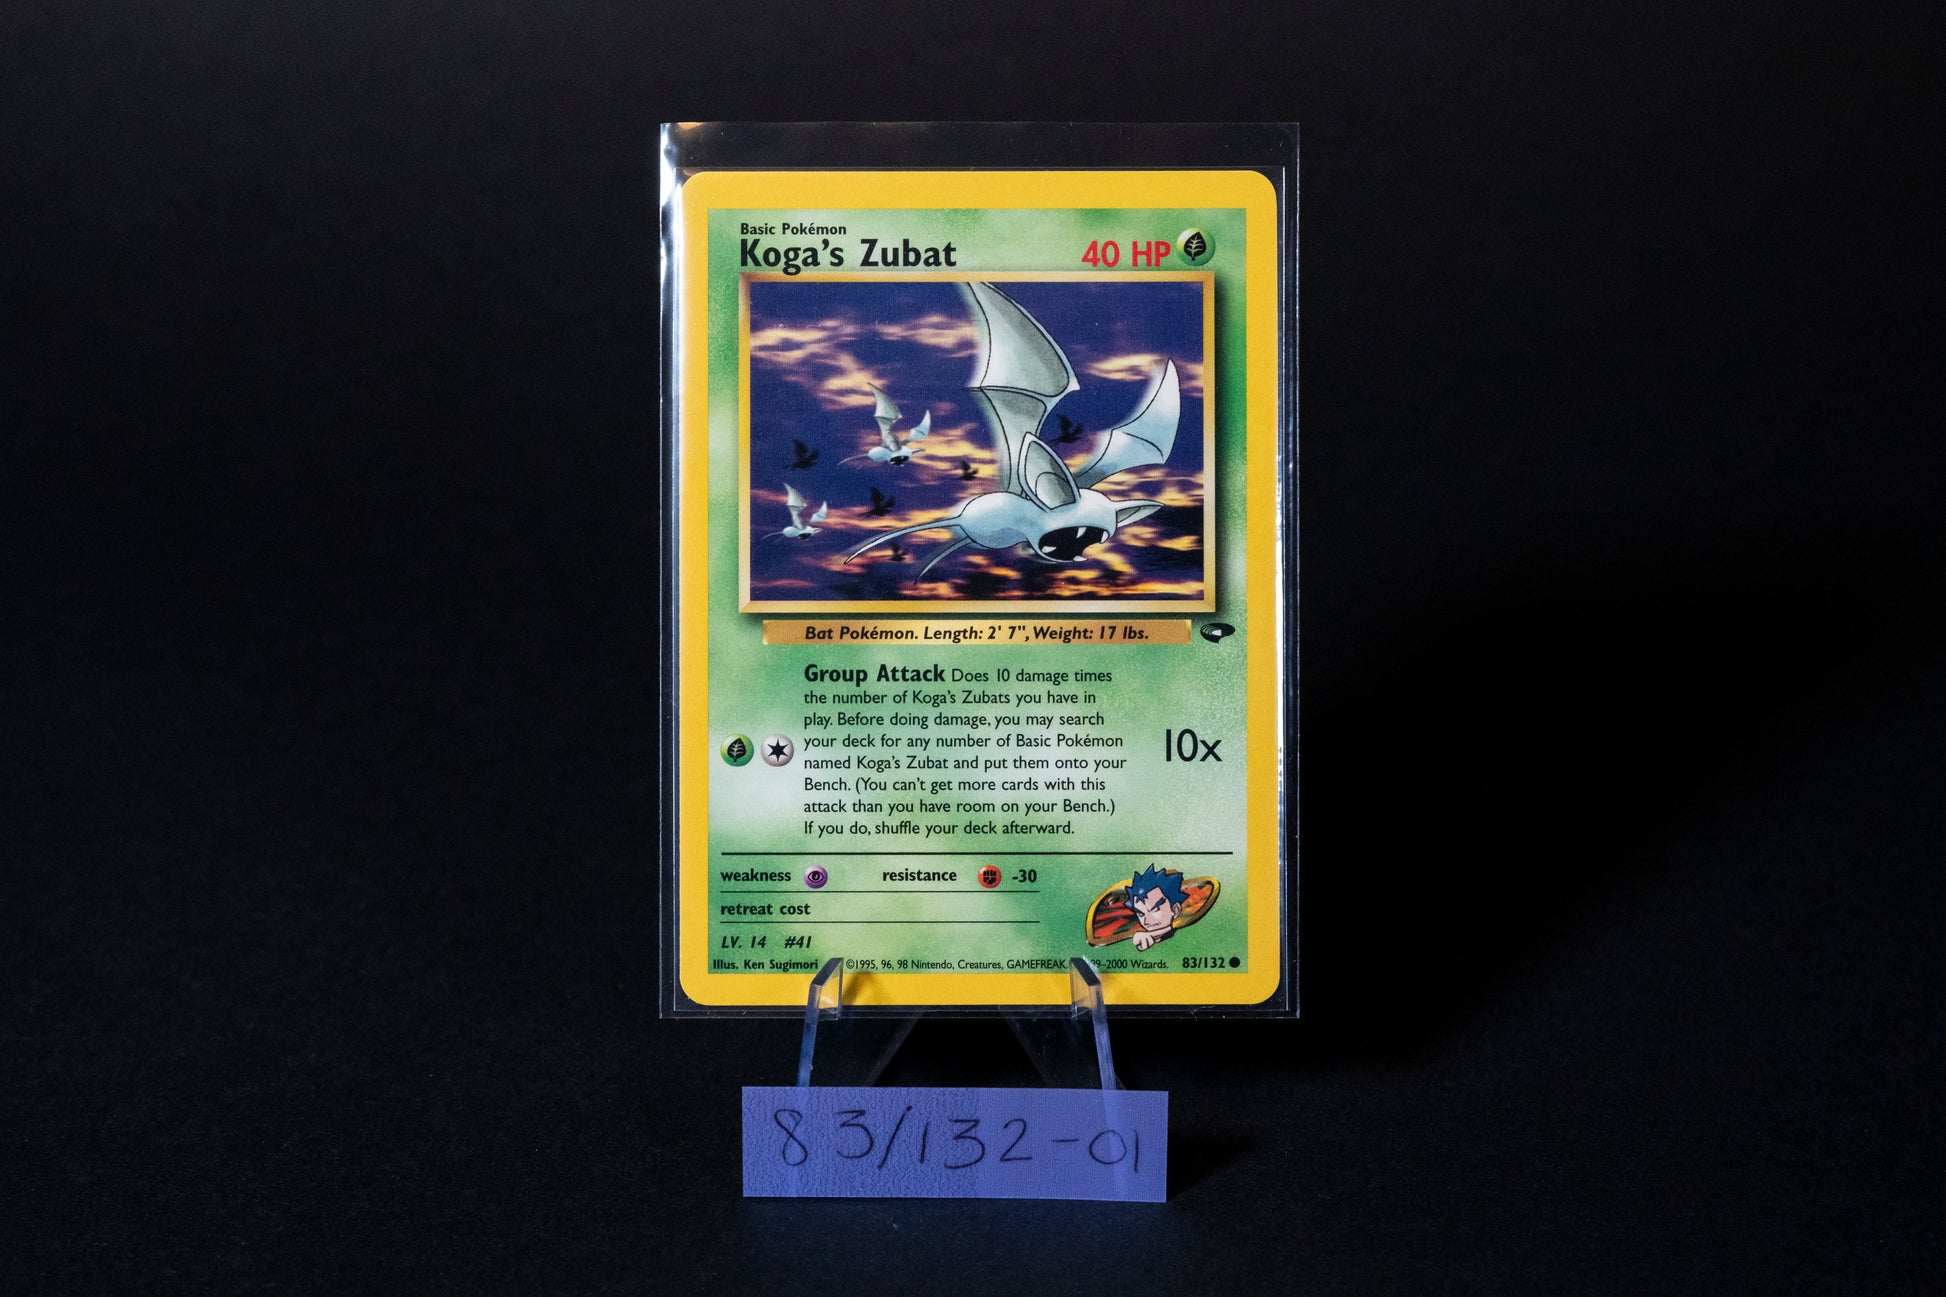 Basic Pokémon
Koga's Zubat 40 HP
Bat Pokémon. Length: 2' 7", Weight: 17 lbs.
Group Attack Does 10 damage times
the number of Koga's Zubats you have in
play. Before doing damage, you may search
your deck for any number of Basic Pokémon
named Koga's Zubat and put them onto your
Bench. (You can't get more cards with this
attack than you have room on your Bench.)
If you do, shuffle your deck afterward.
10x
weakness resistance -30
retreat cost
LV. 14 #41
Illus. Ken Sugimori ©1995, 96, 98 Nintendo, Creatures, GAMEFREAK. 99–2000 Wizards. 83/132
83/132-01